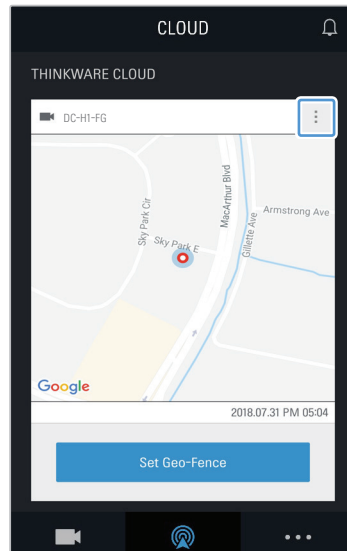 CLOUD
THINKWARE CLOUD
DC-H1-FG
Sky Park Cir
MacArthur Blvd
Armstrong Ave
Gillette Ave
Sky Park E
Google
2018.07.31 PM 05:04
Set Geo-Fence